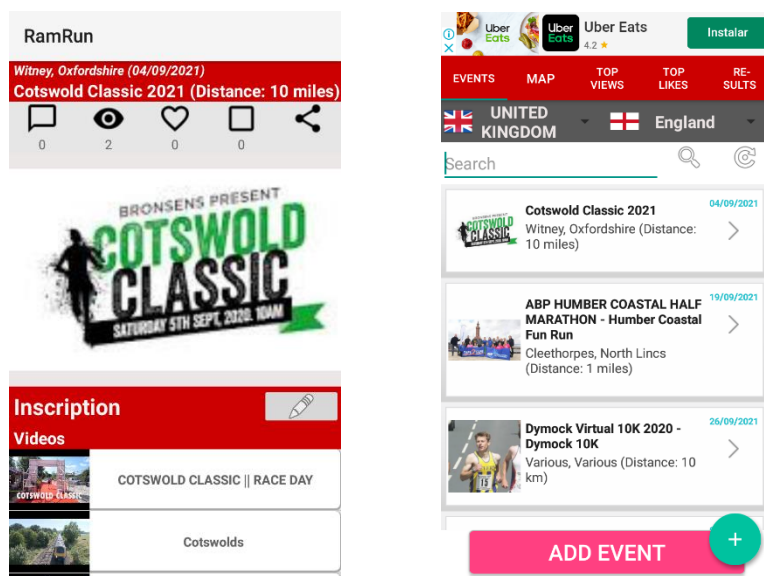 RamRun
Witney, Oxfordshire (04/09/2021)
Cotswold Classic 2021 (Distance: 10 miles)
0
2
0
0
BRONSENS PRESENT
COTSWOLD
CLASSIC
SATURDAY 5TH SEPT, 2020. 10AM
Inscription
Videos
COTSWOLD CLASSIC
COTSWOLD CLASSIC || RACE DAY
Cotswolds
Uber
Eats
Uber
Eats
Uber Eats
4.2 ★
Instalar
EVENTS
MAP
TOP
VIEWS
TOP
LIKES
RE-
SULTS
UNITED
KINGDOM
England
Search
COTSWOLD
CLASSIC
Cotswold Classic 2021
04/09/2021
Witney, Oxfordshire (Distance:
10 miles)
ABP HUMBER COASTAL HALF
19/09/2021
MARATHON - Humber Coastal
Fun Run
Cleethorpes, North Lincs
(Distance: 1 miles)
Dymock Virtual 10K 2020 -
26/09/2021
Dymock 10K
Various, Various (Distance: 10
km)
15
ADD EVENT
+